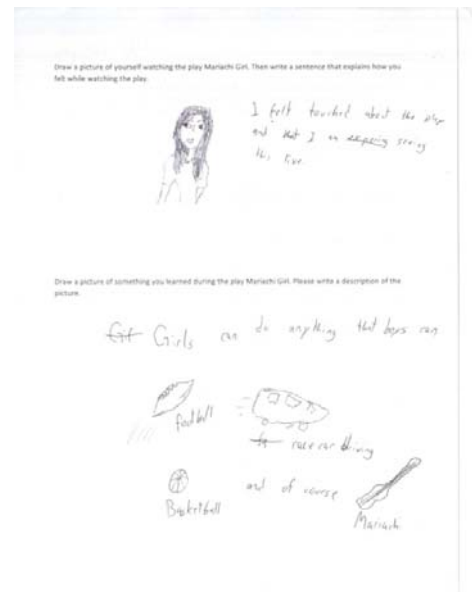 Draw a picture of yourself watching the play Mariachi Girl. Then write a sentence that explains how you
felt while watching the play.
I felt touched about the play
and that I am seeing
this live
Draw a picture of something you learned during the play Mariachi Girl. Please write a description of the
picture.
Girls can do anything that boys can
football
race car driving
and of course
Basketball
Mariachi